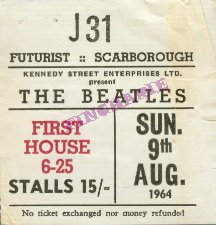 J 31
FUTURIST :: SCARBOROUGH
KENNEDY STREET ENTERPRISES LTD.
present
THE BEATLES
FIRST
HOUSE
6-25
STALLS 15/-
SUN.
9th
AUG.
1964
No ticket exchanged nor money refunded